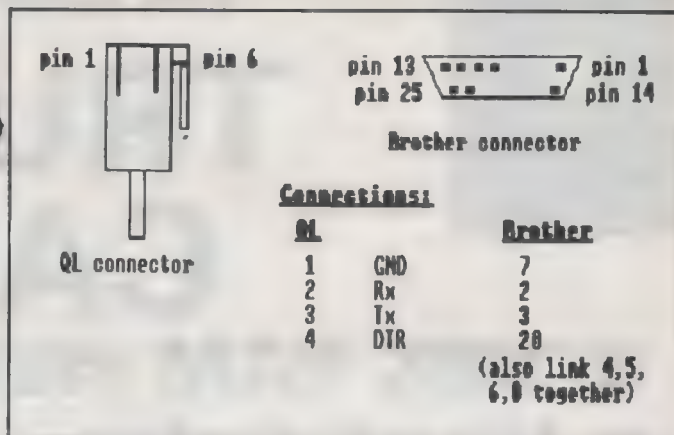 pin 1
pin 6
QL connector
pin 13
pin 1
pin 25
pin 14
Brother connector
Connections:
QL Brother
1 GND 7
2 Rx 2
3 Tx 3
4 DTR 20
(also link 4,5,
6,8 together)